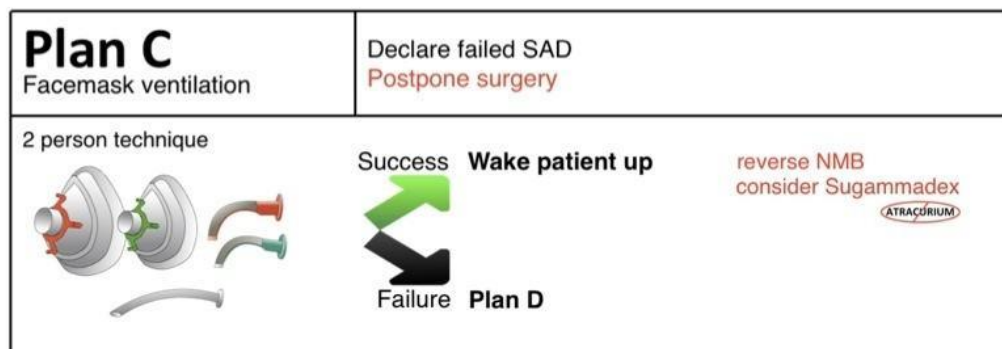 Plan C
Facemask ventilation
Declare failed SAD
Postpone surgery
2 person technique
Success Wake patient up
reverse NMB
consider Sugammadex
ATRACURIUM
Failure Plan D